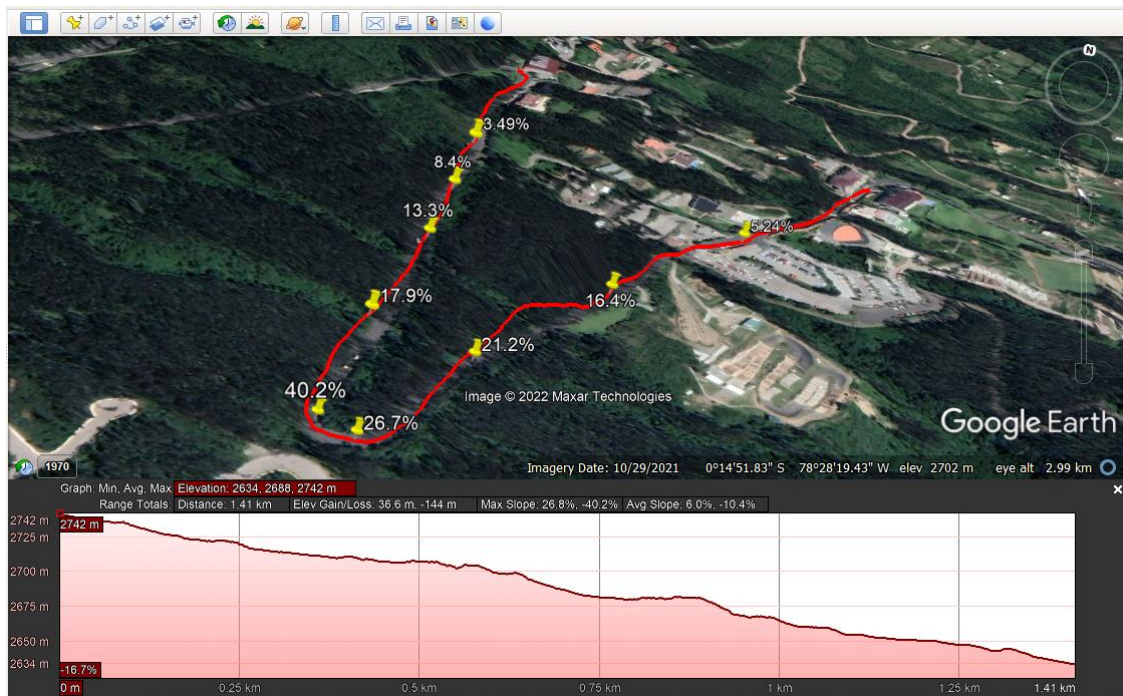 N
3.49%
8.4%
13.3%
5.24%
17.9%
16.4%
21.2%
40.2%
26.7%
Image © 2022 Maxar Technologies
Google Earth
1970
Imagery Date: 10/29/2021 0°14'51.83" S 78°28'19.43" W elev 2702 m eye alt 2.99 km
Graph: Min, Avg, Max Elevation: 2634, 2688, 2742 m
Range Totals: Distance: 1.41 km Elev Gain/Loss: 36.6 m, -144 m Max Slope: 26.8%, -40.2% Avg Slope: 6.0%, -10.4%
2742 m
2742 m
2725 m
2700 m
2675 m
2650 m
2634 m
-16.7%
0 m 0.25 km 0.5 km 0.75 km 1 km 1.25 km 1.41 km